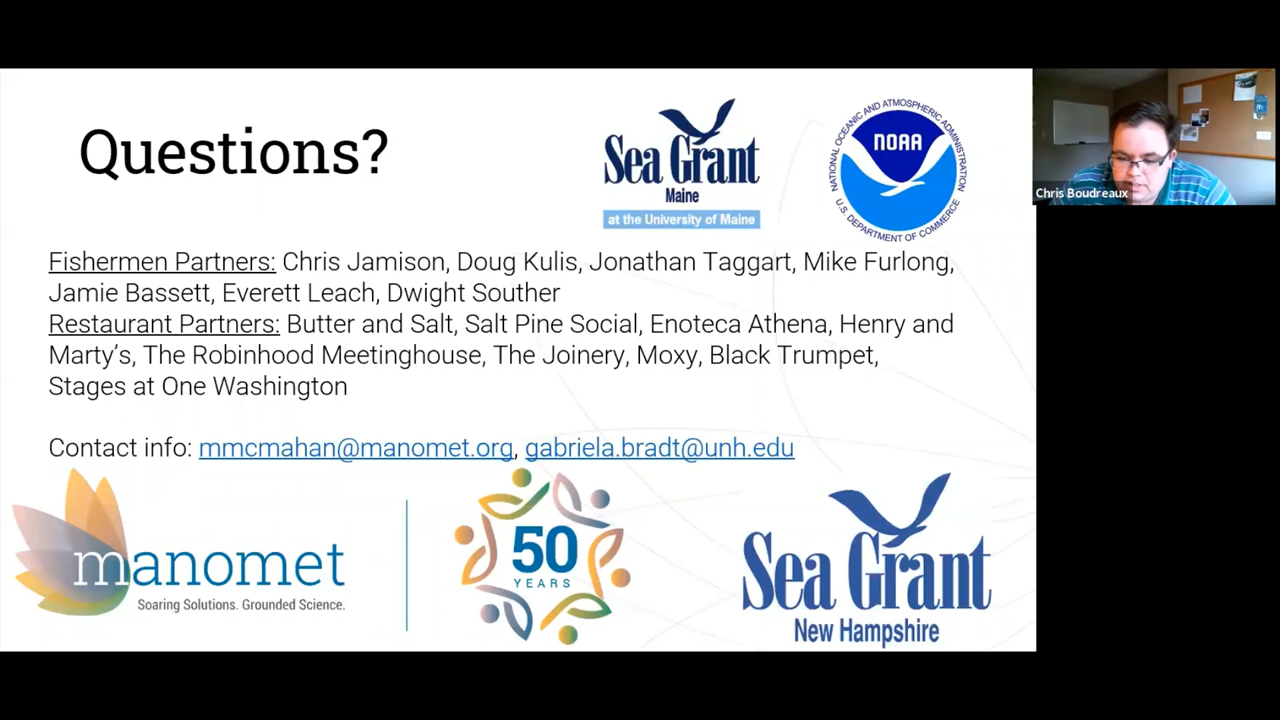 Questions?
Sea Grant
Maine
at the University of Maine
NATIONAL OCEANIC AND ATMOSPHERIC ADMINISTRATION
NOAA
U.S. DEPARTMENT OF COMMERCE
Chris Boudreaux
Fishermen Partners: Chris Jamison, Doug Kulis, Jonathan Taggart, Mike Furlong,
Jamie Bassett, Everett Leach, Dwight Souther
Restaurant Partners: Butter and Salt, Salt Pine Social, Enoteca Athena, Henry and
Marty’s, The Robinhood Meetinghouse, The Joinery, Moxy, Black Trumpet,
Stages at One Washington
Contact info: mmcmahan@manomet.org, gabriela.bradt@unh.edu
manomet
Soaring Solutions. Grounded Science.
50
YEARS
Sea Grant
New Hampshire